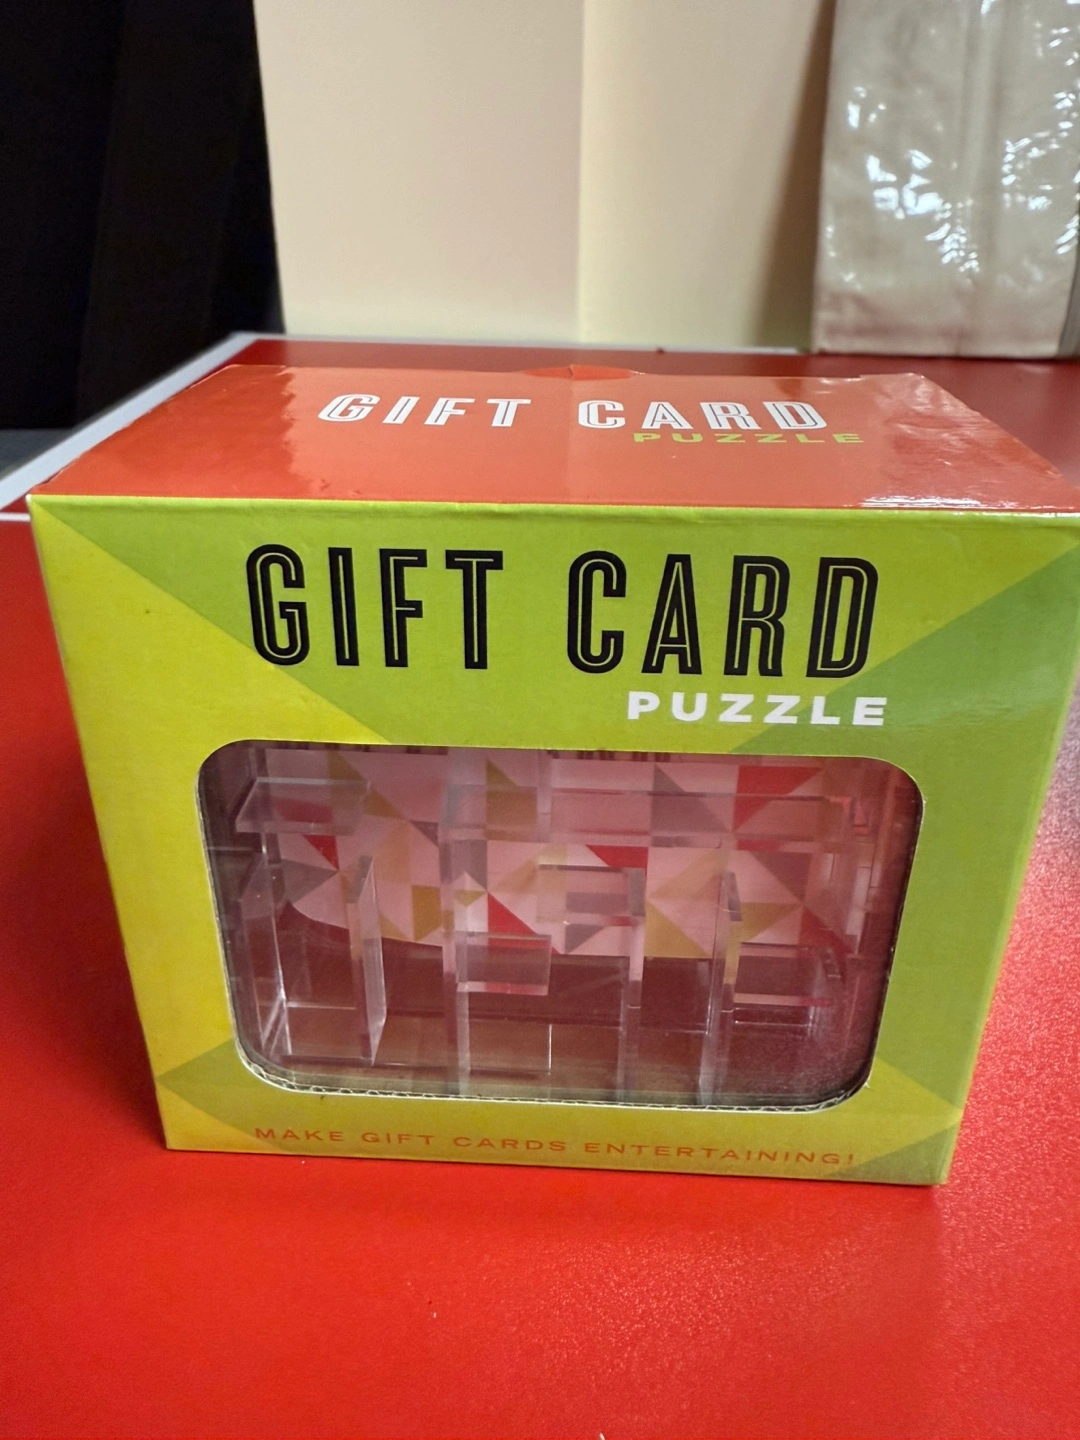 GIFT CARD
PUZZLE
GIFT CARD
PUZZLE
MAKE GIFT CARDS ENTERTAINING!